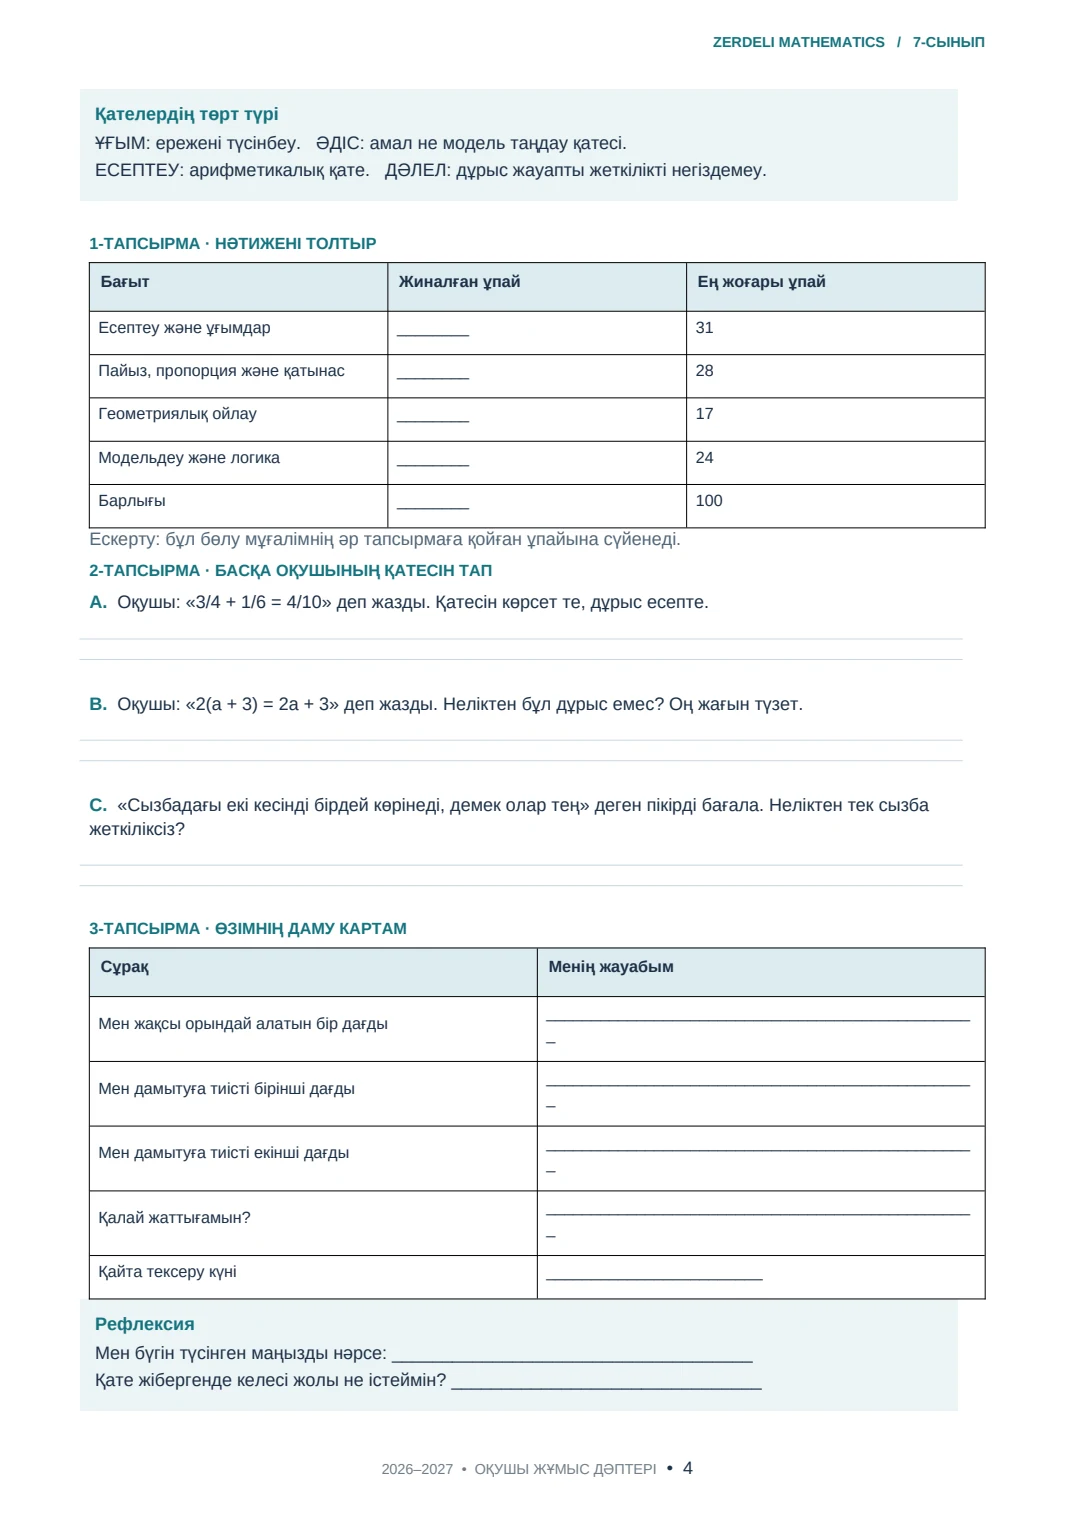 ZERDELI MATHEMATICS / 7-СЫНЫП
Қателердің төрт түрі
ҰҒЫМ: ережені түсінбеу. ӘДІС: амал не модель таңдау қатесі.
ЕСЕПТЕУ: арифметикалық қате. ДӘЛЕЛ: дұрыс жауапты жеткілікті негіздемеу.
1-ТАПСЫРМА · НӘТИЖЕНІ ТОЛТЫР
Бағыт Жиналған ұпай Ең жоғары ұпай
Есептеу және ұғымдар ________ 31
Пайыз, пропорция және қатынас ________ 28
Геометриялық ойлау ________ 17
Модельдеу және логика ________ 24
Барлығы ________ 100
Ескерту: бұл бөлу мұғалімнің әр тапсырмаға қойған ұпайына сүйенеді.
2-ТАПСЫРМА · БАСҚА ОҚУШЫНЫҢ ҚАТЕСІН ТАП
A. Оқушы: «3/4 + 1/6 = 4/10» деп жазды. Қатесін көрсет те, дұрыс есепте.
B. Оқушы: «2(a + 3) = 2a + 3» деп жазды. Неліктен бұл дұрыс емес? Оң жағын түзет.
C. «Сызбадағы екі кесінді бірдей көрінеді, демек олар тең» деген пікірді бағала. Неліктен тек сызба
жеткіліксіз?
3-ТАПСЫРМА · ӨЗІМНІҢ ДАМУ КАРТАМ
Сұрақ Менің жауабым
Мен жақсы орындай алатын бір дағды ________________________________________________
Мен дамытуға тиісті бірінші дағды ________________________________________________
Мен дамытуға тиісті екінші дағды ________________________________________________
Қалай жаттығамын? ________________________________________________
Қайта тексеру күні ________________________
Рефлексия
Мен бүгін түсінген маңызды нәрсе: ____________________________________
Қате жібергенде келесі жолы не істеймін? _______________________________
2026–2027 • ОҚУШЫ ЖҰМЫС ДӘПТЕРІ • 4